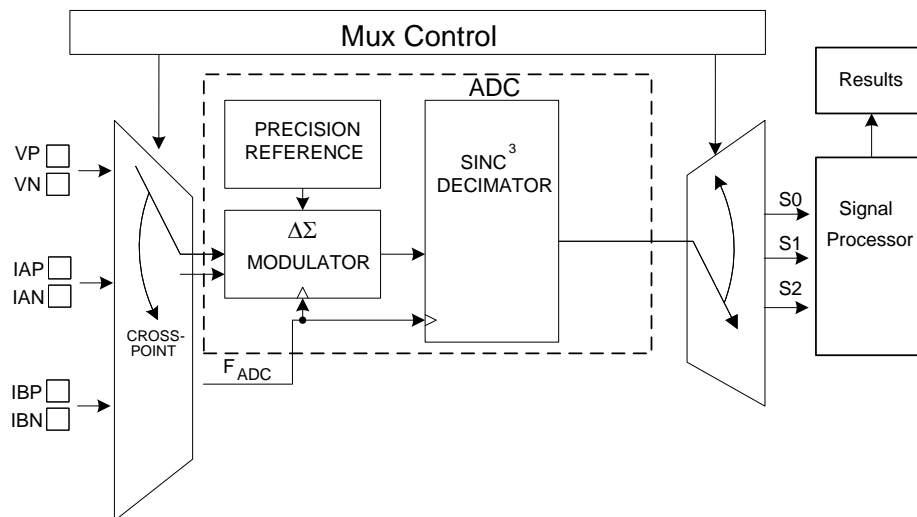 Mux Control
ADC
Results
PRECISION
REFERENCE
SINC³
DECIMATOR
VP
VN
ΔΣ
MODULATOR
S0
S1
S2
Signal
Processor
IAP
IAN
CROSS-
POINT
F_ADC
IBP
IBN